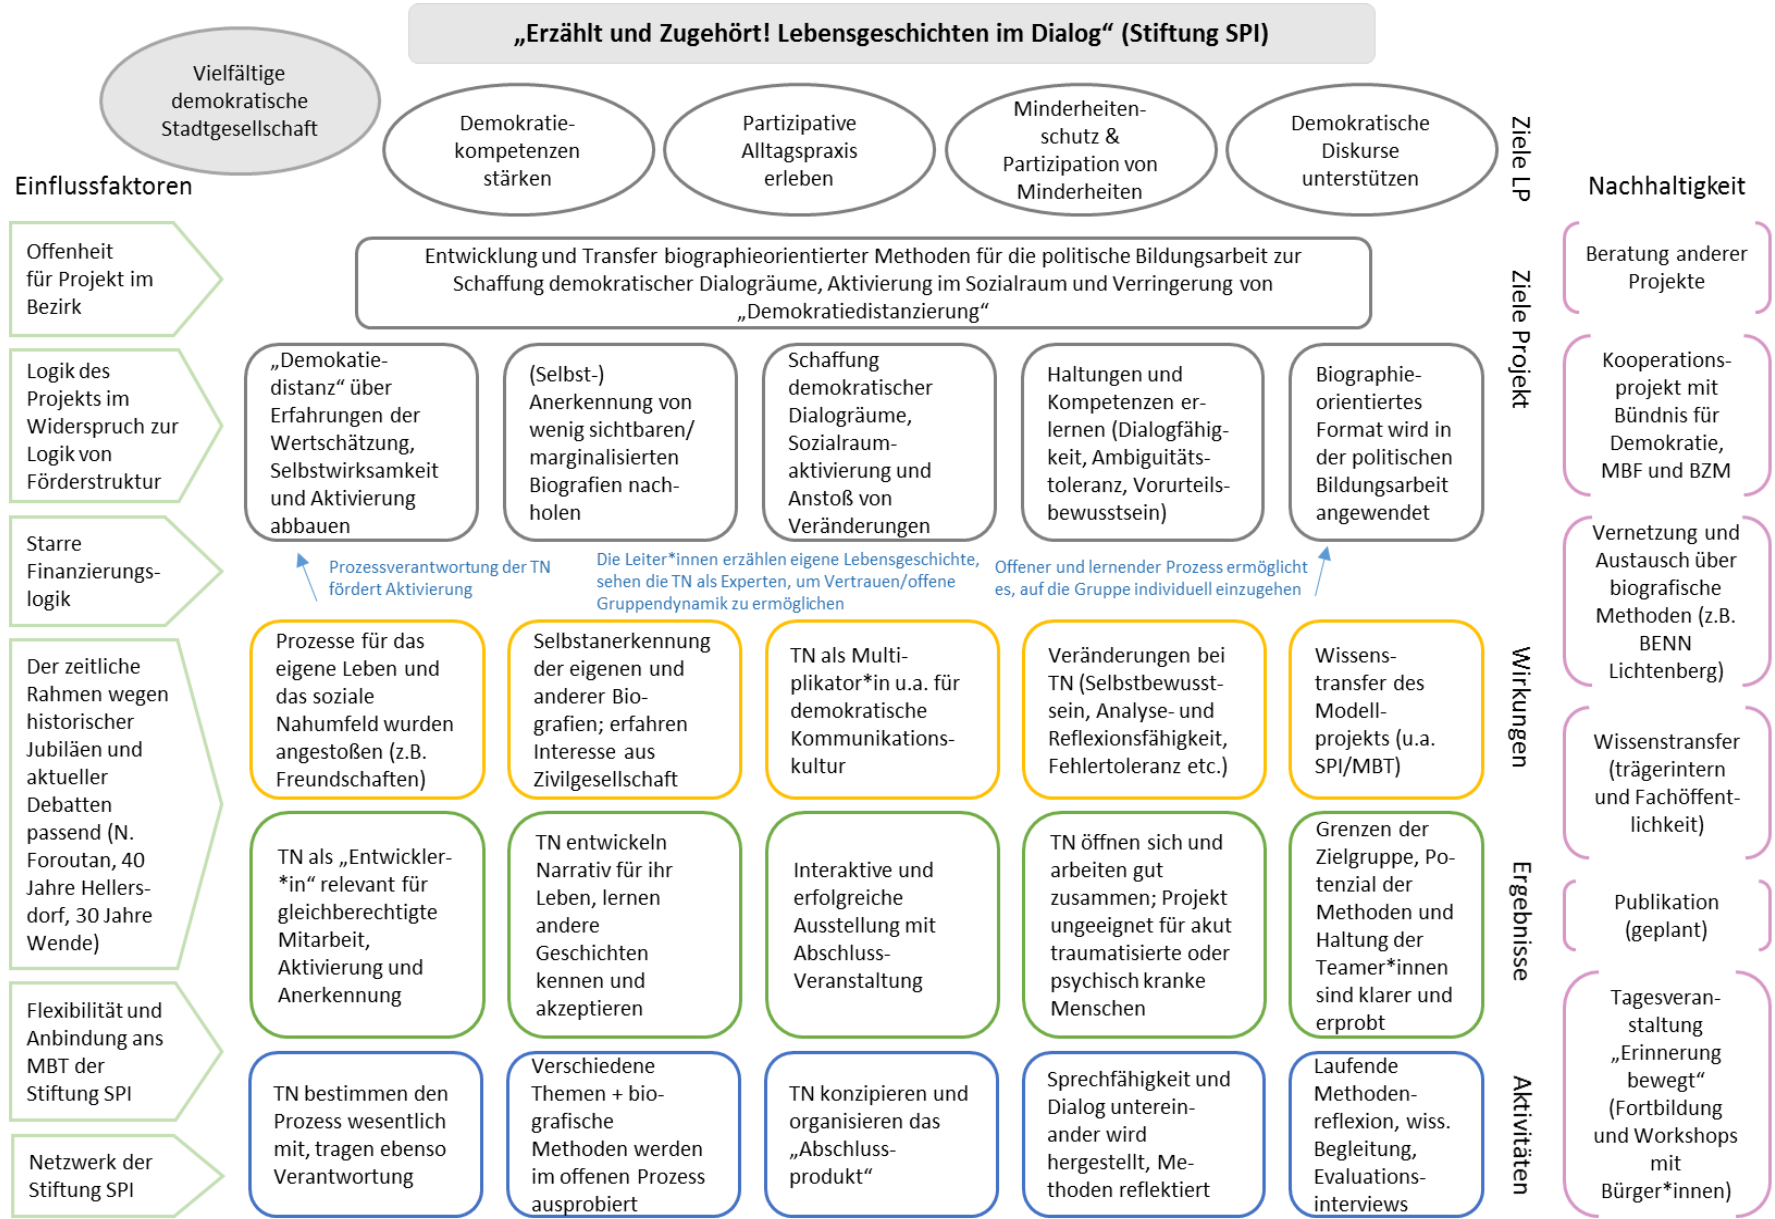 „Erzählt und Zugehört! Lebensgeschichten im Dialog“ (Stiftung SPI)
Vielfältige
demokratische
Stadtgesellschaft
Demokratie-
kompetenzen
stärken
Partizipative
Alltagspraxis
erleben
Minderheiten-
schutz &
Partizipation von
Minderheiten
Demokratische
Diskurse
unterstützen
Ziele LP
Einflussfaktoren
Offenheit
für Projekt im
Bezirk
Logik des
Projekts im
Widerspruch zur
Logik von
Förderstruktur
Starre
Finanzierungs-
logik
Der zeitliche
Rahmen wegen
historischer
Jubiläen und
aktueller
Debatten
passend (N.
Foroutan, 40
Jahre Hellers-
dorf, 30 Jahre
Wende)
Flexibilität und
Anbindung ans
MBT der
Stiftung SPI
Netzwerk der
Stiftung SPI
Entwicklung und Transfer biographieorientierter Methoden für die politische Bildungsarbeit zur
Schaffung demokratischer Dialogräume, Aktivierung im Sozialraum und Verringerung von
„Demokratiedistanzierung“
Ziele Projekt
„Demokatie-
distanz“ über
Erfahrungen der
Wertschätzung,
Selbstwirksamkeit
und Aktivierung
abbauen
(Selbst-)
Anerkennung von
wenig sichtbaren/
marginalisierten
Biografien nach-
holen
Schaffung
demokratischer
Dialogräume,
Sozialraum-
aktivierung und
Anstoß von
Veränderungen
Haltungen und
Kompetenzen er-
lernen (Dialogfähig-
keit, Ambiguitäts-
toleranz, Vorurteils-
bewusstsein)
Biographie-
orientiertes
Format wird in
der politischen
Bildungsarbeit
angewendet
Prozessverantwortung der TN
fördert Aktivierung
Die Leiter*innen erzählen eigene Lebensgeschichte,
sehen die TN als Experten, um Vertrauen/offene
Gruppendynamik zu ermöglichen
Offener und lernender Prozess ermöglicht
es, auf die Gruppe individuell einzugehen
Prozesse für das
eigene Leben und
das soziale
Nahumfeld wurden
angestoßen (z.B.
Freundschaften)
Selbstanerkennung
der eigenen und
anderer Bio-
grafien; erfahren
Interesse aus
Zivilgesellschaft
TN als Multi-
plikator*in u.a. für
demokratische
Kommunikations-
kultur
Veränderungen bei
TN (Selbstbewusst-
sein, Analyse- und
Reflexionsfähigkeit,
Fehlertoleranz etc.)
Wissens-
transfer des
Modell-
projekts (u.a.
SPI/MBT)
Wirkungen
TN als „Entwickler-
*in“ relevant für
gleichberechtigte
Mitarbeit,
Aktivierung und
Anerkennung
TN entwickeln
Narrativ für ihr
Leben, lernen
andere
Geschichten
kennen und
akzeptieren
Interaktive und
erfolgreiche
Ausstellung mit
Abschluss-
Veranstaltung
TN öffnen sich und
arbeiten gut
zusammen; Projekt
ungeeignet für akut
traumatisierte oder
psychisch kranke
Menschen
Grenzen der
Zielgruppe, Po-
tenzial der
Methoden und
Haltung der
Teamer*innen
sind klarer und
erprobt
Ergebnisse
TN bestimmen den
Prozess wesentlich
mit, tragen ebenso
Verantwortung
Verschiedene
Themen + bio-
grafische
Methoden werden
im offenen Prozess
ausprobiert
TN konzipieren und
organisieren das
„Abschluss-
produkt“
Sprechfähigkeit und
Dialog unterein-
ander wird
hergestellt, Me-
thoden reflektiert
Laufende
Methoden-
reflexion, wiss.
Begleitung,
Evaluations-
interviews
Aktivitäten
Nachhaltigkeit
Beratung anderer
Projekte
Kooperations-
projekt mit
Bündnis für
Demokratie,
MBF und BZM
Vernetzung und
Austausch über
biografische
Methoden (z.B.
BENN
Lichtenberg)
Wissenstransfer
(trägerintern
und Fachöffent-
lichkeit)
Publikation
(geplant)
Tagesveran-
staltung
„Erinnerung
bewegt“
(Fortbildung
und Workshops
mit
Bürger*innen)